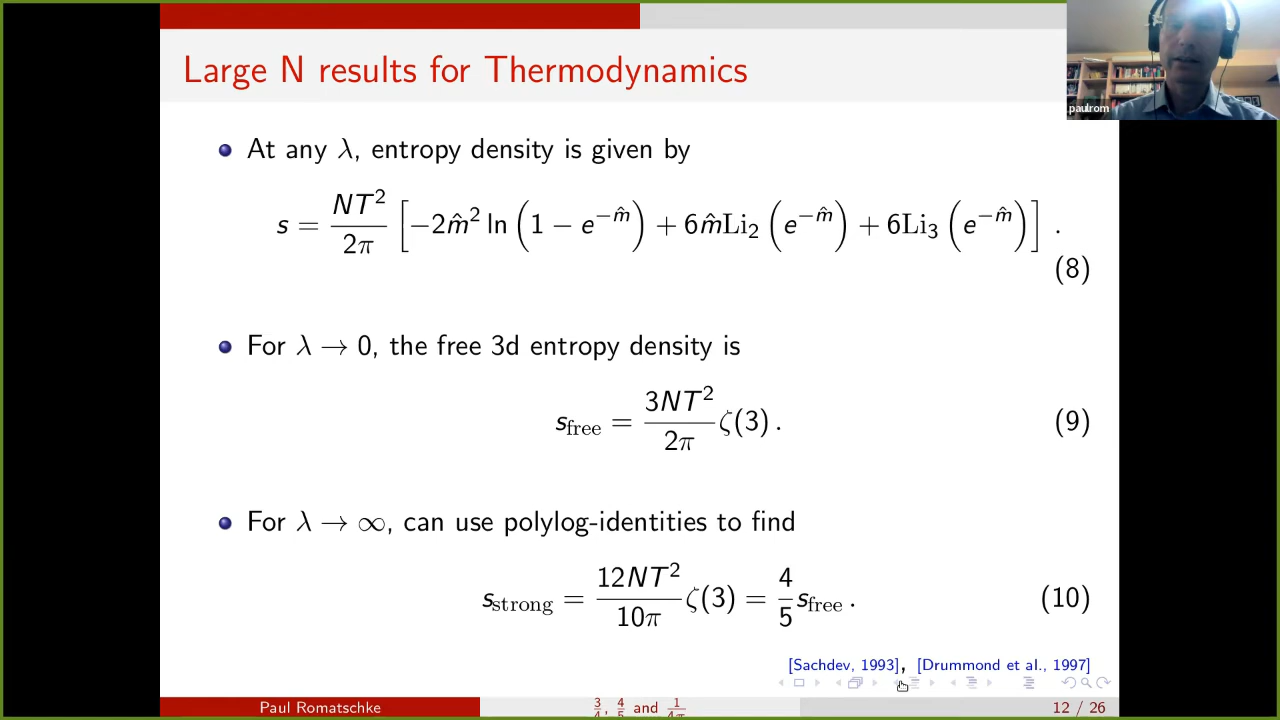 Large N results for Thermodynamics
paulrom
At any λ, entropy density is given by
s = NT²/2π [−2m̂² ln (1 − e^{−m̂}) + 6m̂Li₂ (e^{−m̂}) + 6Li₃ (e^{−m̂})] .
(8)
For λ → 0, the free 3d entropy density is
s_free = 3NT²/2π ζ(3) . (9)
For λ → ∞, can use polylog-identities to find
s_strong = 12NT²/10π ζ(3) = 4/5 s_free . (10)
[Sachdev, 1993], [Drummond et al., 1997]
Paul Romatschke 3/4, 4/5 and 1/4π 12 / 26